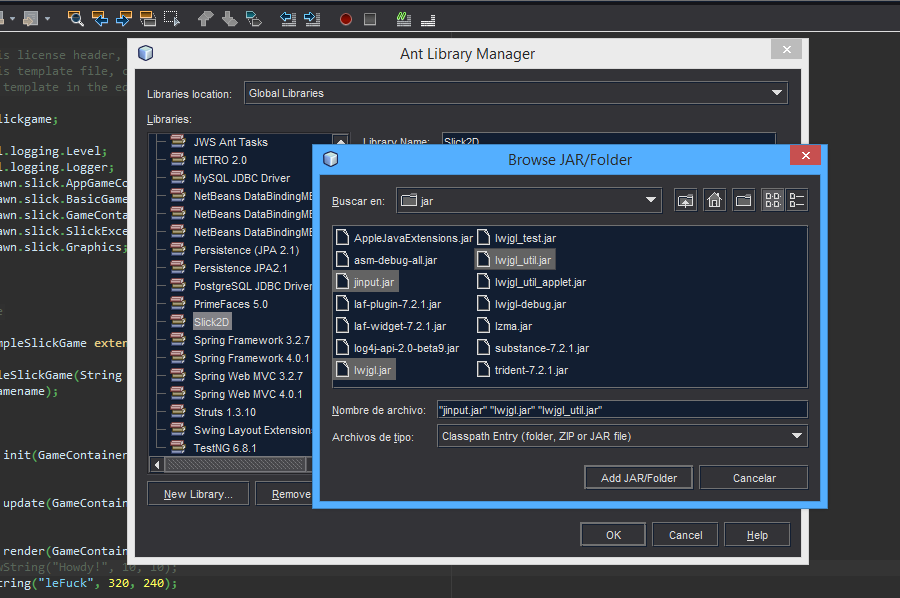 is license header,
is template file,
template in the
lickgame;
l.logging.Level;
l.logging.Logger;
awn.slick.AppGameCo
awn.slick.BasicGame
awn.slick.GameConta
awn.slick.SlickExce
awn.slick.Graphics;
mpleSlickGame exten
leSlickGame(String
amename);
init(GameContainer
update(GameContain
render(GameContain
wString("Howdy!", 10, 10);
tring("leFuck", 320, 240);
Ant Library Manager
Libraries location:
Global Libraries
Libraries:
Library Name:
Slick2D
JWS Ant Tasks
METRO 2.0
MySQL JDBC Driver
NetBeans DataBindingME
NetBeans DataBindingME
NetBeans DataBindingME
Persistence (JPA 2.1)
Persistence JPA2.1
PostgreSQL JDBC Driver
PrimeFaces 5.0
Slick2D
Spring Framework 3.2.7
Spring Framework 4.0.1
Spring Web MVC 3.2.7
Spring Web MVC 4.0.1
Struts 1.3.10
Swing Layout Extension
TestNG 6.8.1
New Library...
Remove
OK
Cancel
Help
Browse JAR/Folder
Buscar en:
jar
AppleJavaExtensions.jar
asm-debug-all.jar
jinput.jar
laf-plugin-7.2.1.jar
laf-widget-7.2.1.jar
log4j-api-2.0-beta9.jar
lwjgl.jar
lwjgl_test.jar
lwjgl_util.jar
lwjgl_util_applet.jar
lwjgl-debug.jar
lzma.jar
substance-7.2.1.jar
trident-7.2.1.jar
Nombre de archivo:
"jinput.jar" "lwjgl.jar" "lwjgl_util.jar"
Archivos de tipo:
Classpath Entry (folder, ZIP or JAR file)
Add JAR/Folder
Cancelar